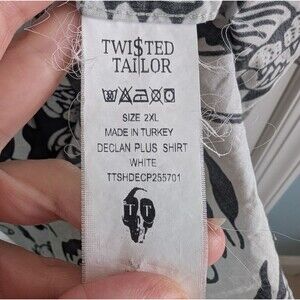 TWI$TED
TAILOR
SIZE 2XL
MADE IN TURKEY
DECLAN PLUS SHIRT
WHITE
TTSHDECP255701
T T